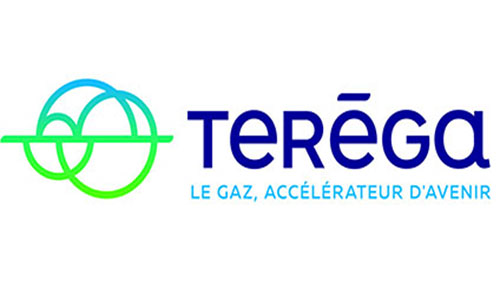 TERēGa
LE GAZ, ACCÉLÉRATEUR D'AVENIR